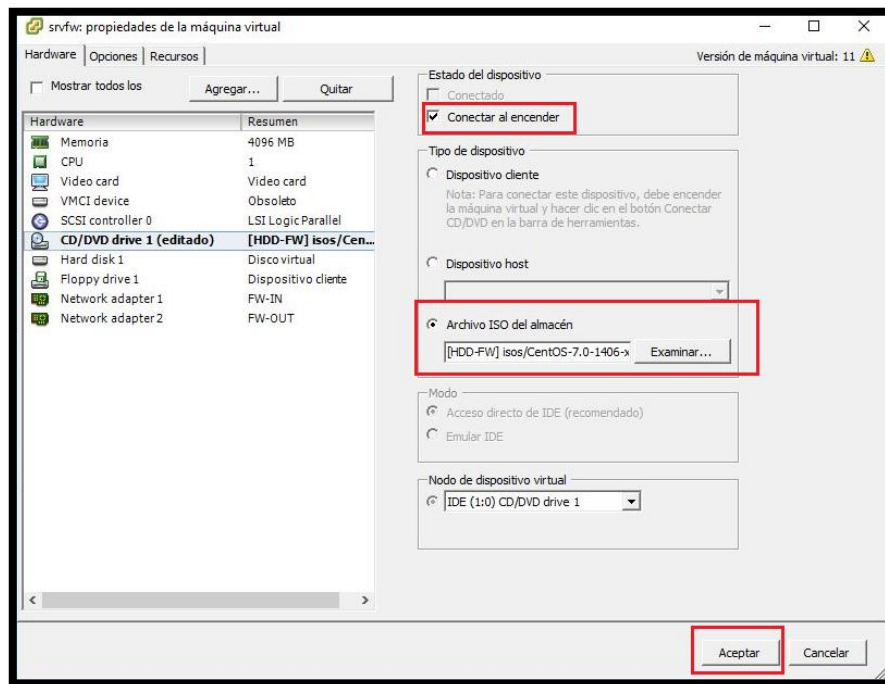 srvfw: propiedades de la máquina virtual
Hardware Opciones Recursos
Versión de máquina virtual: 11
Mostrar todos los
Agregar...
Quitar
Hardware Resumen
Memoria 4096 MB
CPU 1
Video card Video card
VMCI device Obsoleto
SCSI controller 0 LSI Logic Parallel
CD/DVD drive 1 (editado) [HDD-FW] isos/Cen...
Hard disk 1 Disco virtual
Floppy drive 1 Dispositivo cliente
Network adapter 1 FW-IN
Network adapter 2 FW-OUT
Estado del dispositivo
Conectado
Conectar al encender
Tipo de dispositivo
Dispositivo cliente
Nota: Para conectar este dispositivo, debe encender
la máquina virtual y hacer clic en el botón Conectar
CD/DVD en la barra de herramientas.
Dispositivo host
Archivo ISO del almacén
[HDD-FW] isos/CentOS-7.0-1406-x
Examinar...
Modo
Acceso directo de IDE (recomendado)
Emular IDE
Nodo de dispositivo virtual
IDE (1:0) CD/DVD drive 1
Aceptar
Cancelar